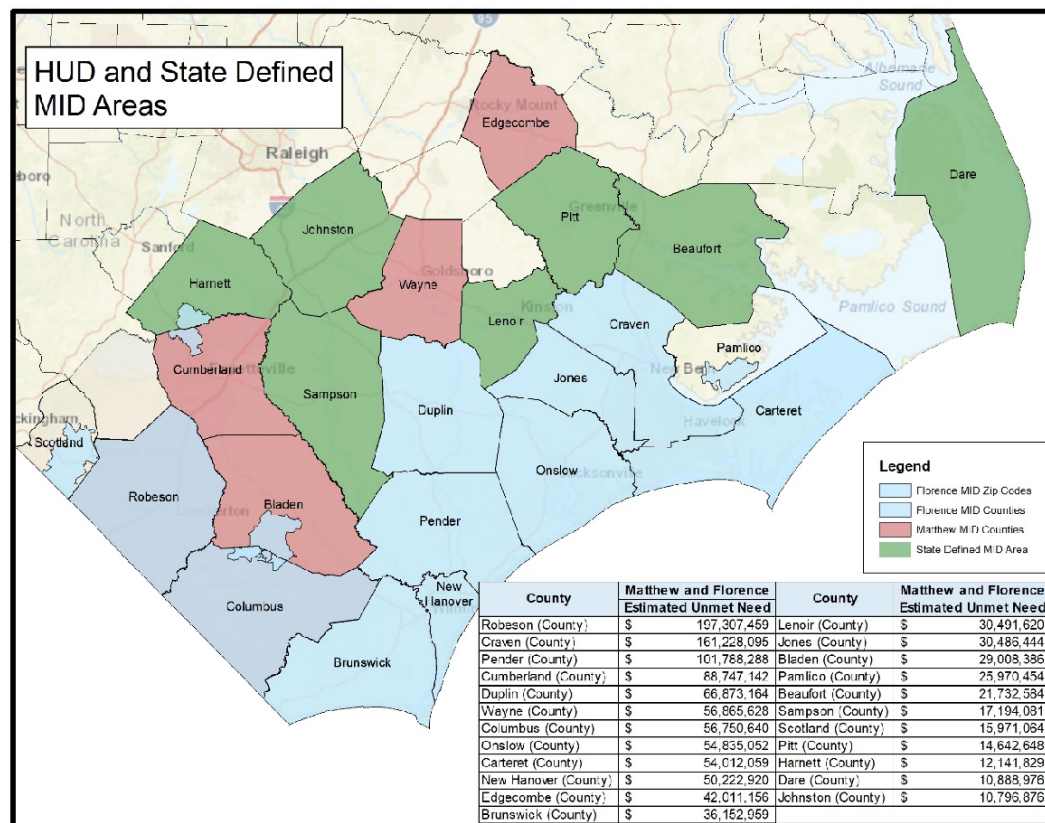 HUD and State Defined
MID Areas
95
Albemarle
Sound
Rocky Mount
Edgecombe
Raleigh
Dare
Greenville
Pitt
North
Carolina
Sanford
Johnston
Beaufort
Harnett
Goldsboro
Wayne
Kinston
Lenoir
Craven
Pamlico Sound
Pamlico
New Bern
Cumberland
Sampson
Jones
Duplin
Carteret
Havelock
Scotland
Robeson
Onslow
Jacksonville
Lumberton
Bladen
Pender
Columbus
New
Hanover
Brunswick
Legend
Florence MID Zip Codes
Florence MID Counties
Matthew MID Counties
State Defined MID Area
County Matthew and Florence Estimated Unmet Need County Matthew and Florence Estimated Unmet Need
Robeson (County) $ 197,307,459 Lenoir (County) $ 30,491,620
Craven (County) $ 161,228,095 Jones (County) $ 30,486,444
Pender (County) $ 101,788,288 Bladen (County) $ 29,008,386
Cumberland (County) $ 88,747,142 Pamlico (County) $ 25,970,454
Duplin (County) $ 66,873,164 Beaufort (County) $ 21,732,584
Wayne (County) $ 56,865,628 Sampson (County) $ 17,194,081
Columbus (County) $ 56,750,640 Scotland (County) $ 15,971,064
Onslow (County) $ 54,835,052 Pitt (County) $ 14,642,648
Carteret (County) $ 54,012,059 Harnett (County) $ 12,141,829
New Hanover (County) $ 50,222,920 Dare (County) $ 10,888,976
Edgecombe (County) $ 42,011,156 Johnston (County) $ 10,796,876
Brunswick (County) $ 36,152,959